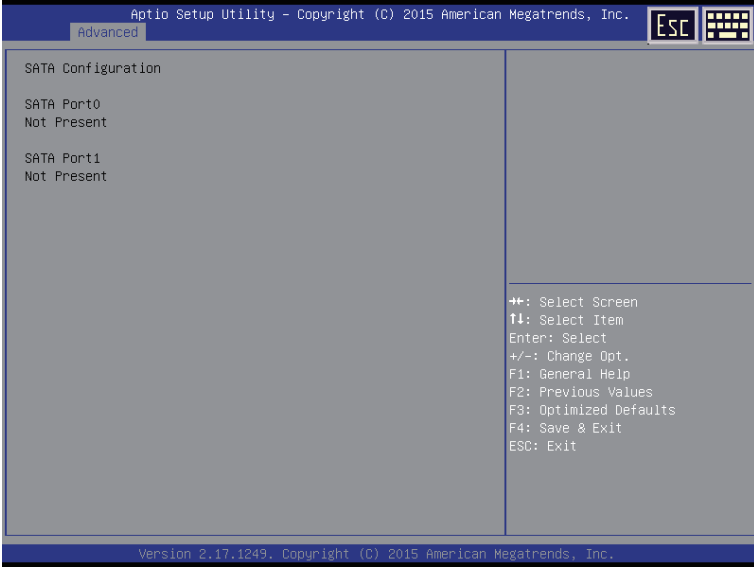 Aptio Setup Utility – Copyright (C) 2015 American Megatrends, Inc.
Esc
Advanced
SATA Configuration
SATA Port0
Not Present
SATA Port1
Not Present
→←: Select Screen
↑↓: Select Item
Enter: Select
+/-: Change Opt.
F1: General Help
F2: Previous Values
F3: Optimized Defaults
F4: Save & Exit
ESC: Exit
Version 2.17.1249. Copyright (C) 2015 American Megatrends, Inc.